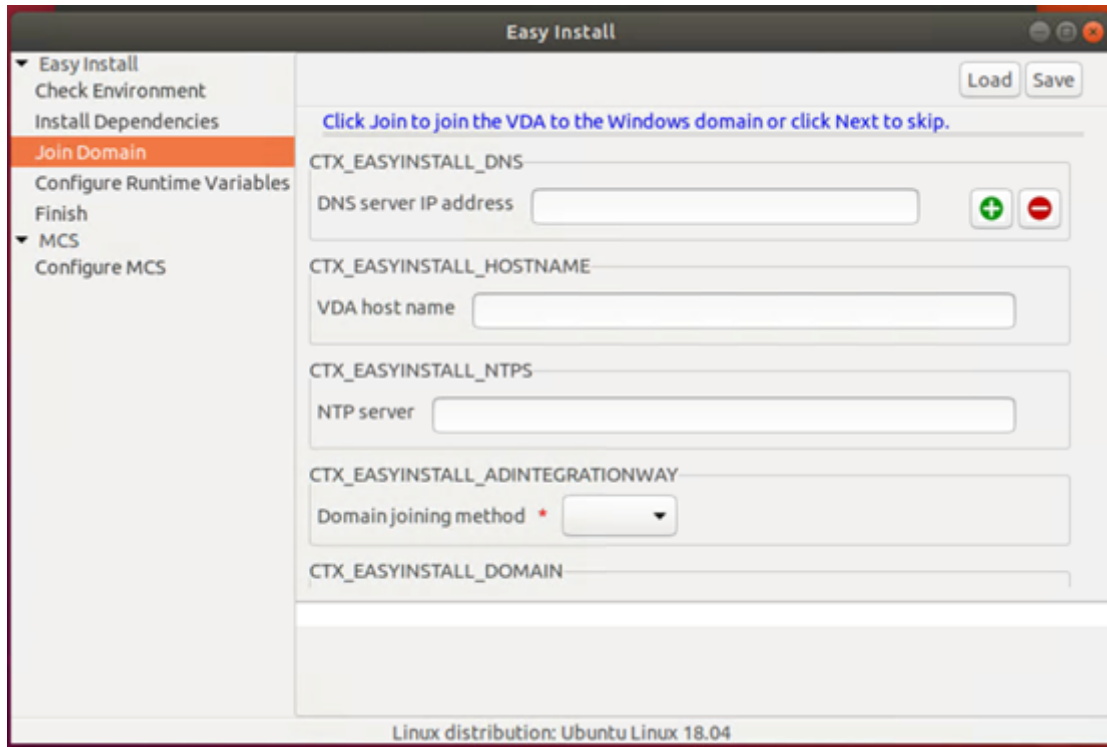 Easy Install
Easy Install
Check Environment
Install Dependencies
Join Domain
Configure Runtime Variables
Finish
MCS
Configure MCS
Load Save
Click Join to join the VDA to the Windows domain or click Next to skip.
CTX_EASYINSTALL_DNS
DNS server IP address
CTX_EASYINSTALL_HOSTNAME
VDA host name
CTX_EASYINSTALL_NTPS
NTP server
CTX_EASYINSTALL_ADINTEGRATIONWAY
Domain joining method *
CTX_EASYINSTALL_DOMAIN
Linux distribution: Ubuntu Linux 18.04